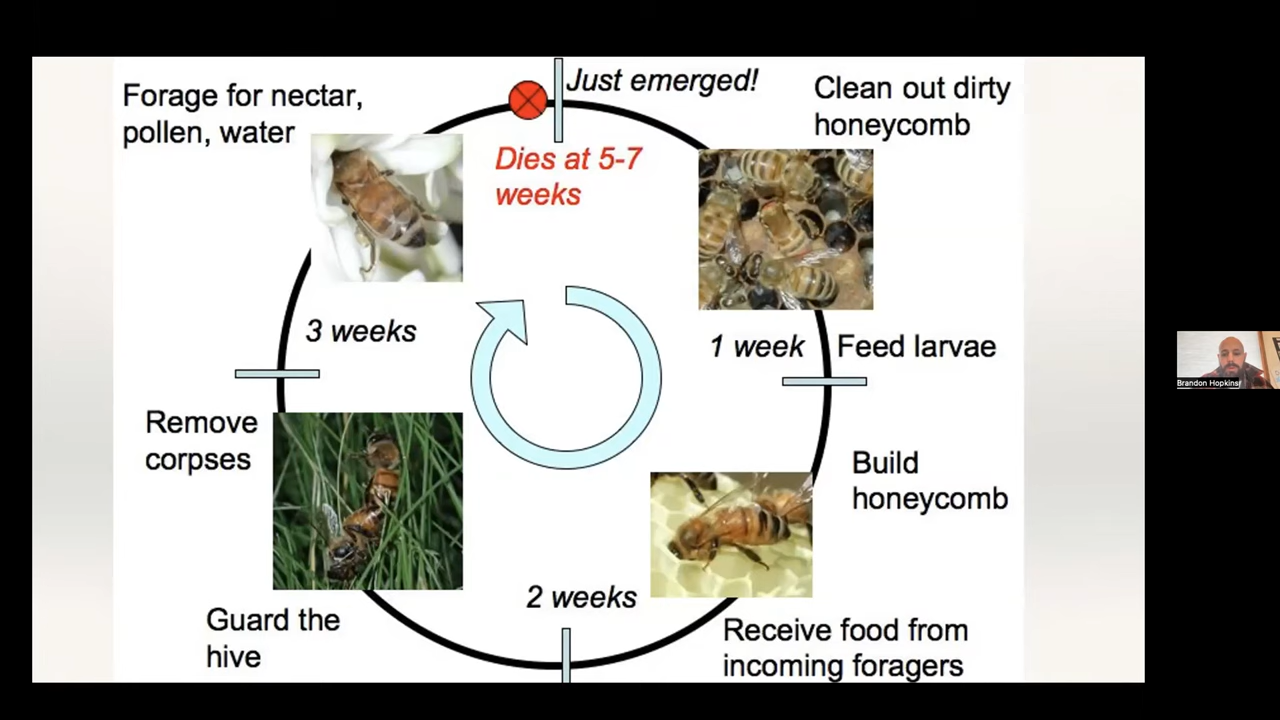 Just emerged!
Clean out dirty
honeycomb
Forage for nectar,
pollen, water
Dies at 5-7
weeks
3 weeks
1 week
Feed larvae
Remove
corpses
Build
honeycomb
2 weeks
Guard the
hive
Receive food from
incoming foragers
Brandon Hopkins